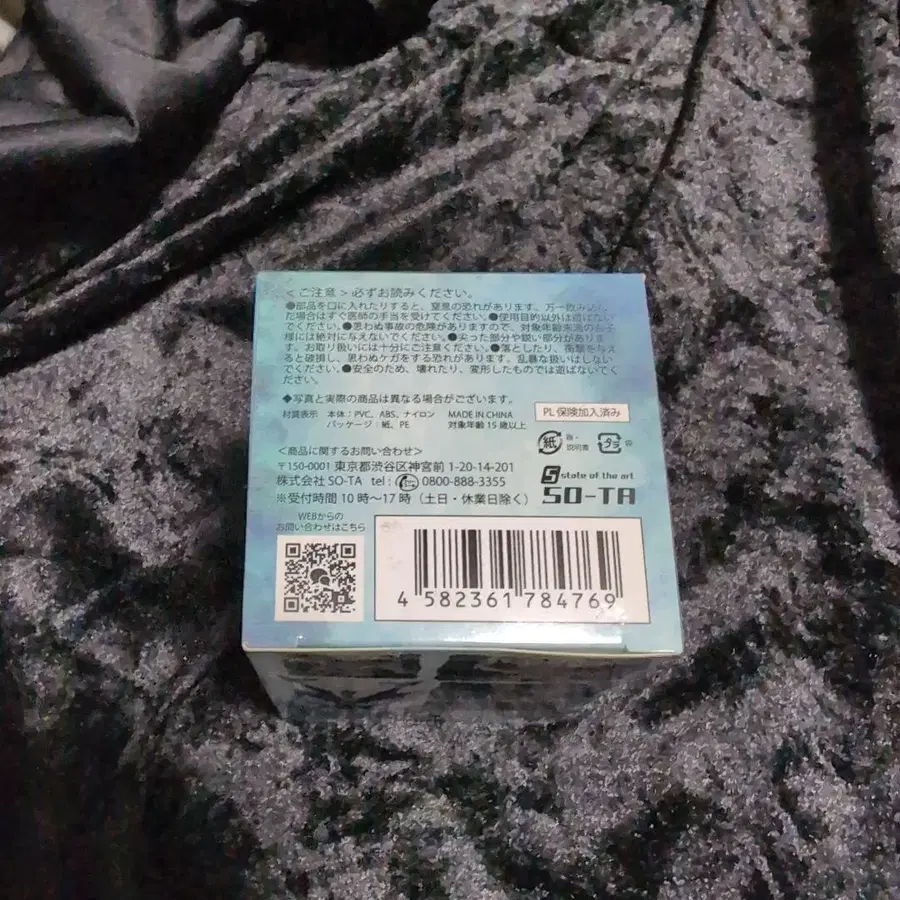 ＜ご注意＞必ずお読みください。
●部品を口に入れたりすると、窒息の恐れがあります。万一飲み込ん
だ場合はすぐ医師の手当を受けてください。●使用目的以外は遊ばない
でください。●思わぬ事故の危険がありますので、対象年齢未満のお子
様には絶対に与えないでください。●尖った部分や鋭い部分がありま
す。お取り扱いには十分にご注意ください。●落としたり、衝撃を与え
ると破損し、思わぬケガをする恐れがあります。乱暴な扱いはしない
でください。●安全のため、壊れたり、変形したものでは遊ばないでく
ださい。
◆写真と実際の商品は異なる場合がございます。
材質表示 本体：PVC、ABS、ナイロン MADE IN CHINA
パッケージ：紙、PE 対象年齢 15 歳以上
PL 保険加入済み
紙 箱・説明書 プラ 袋
＜商品に関するお問い合わせ＞
〒150-0001 東京都渋谷区神宮前 1-20-14-201
株式会社 SO-TA tel： 0800-888-3355
※受付時間 10 時～17 時（土日・休業日除く）
S state of the art
SO-TA
WEBからの
お問い合わせはこちら
4 582361 784769